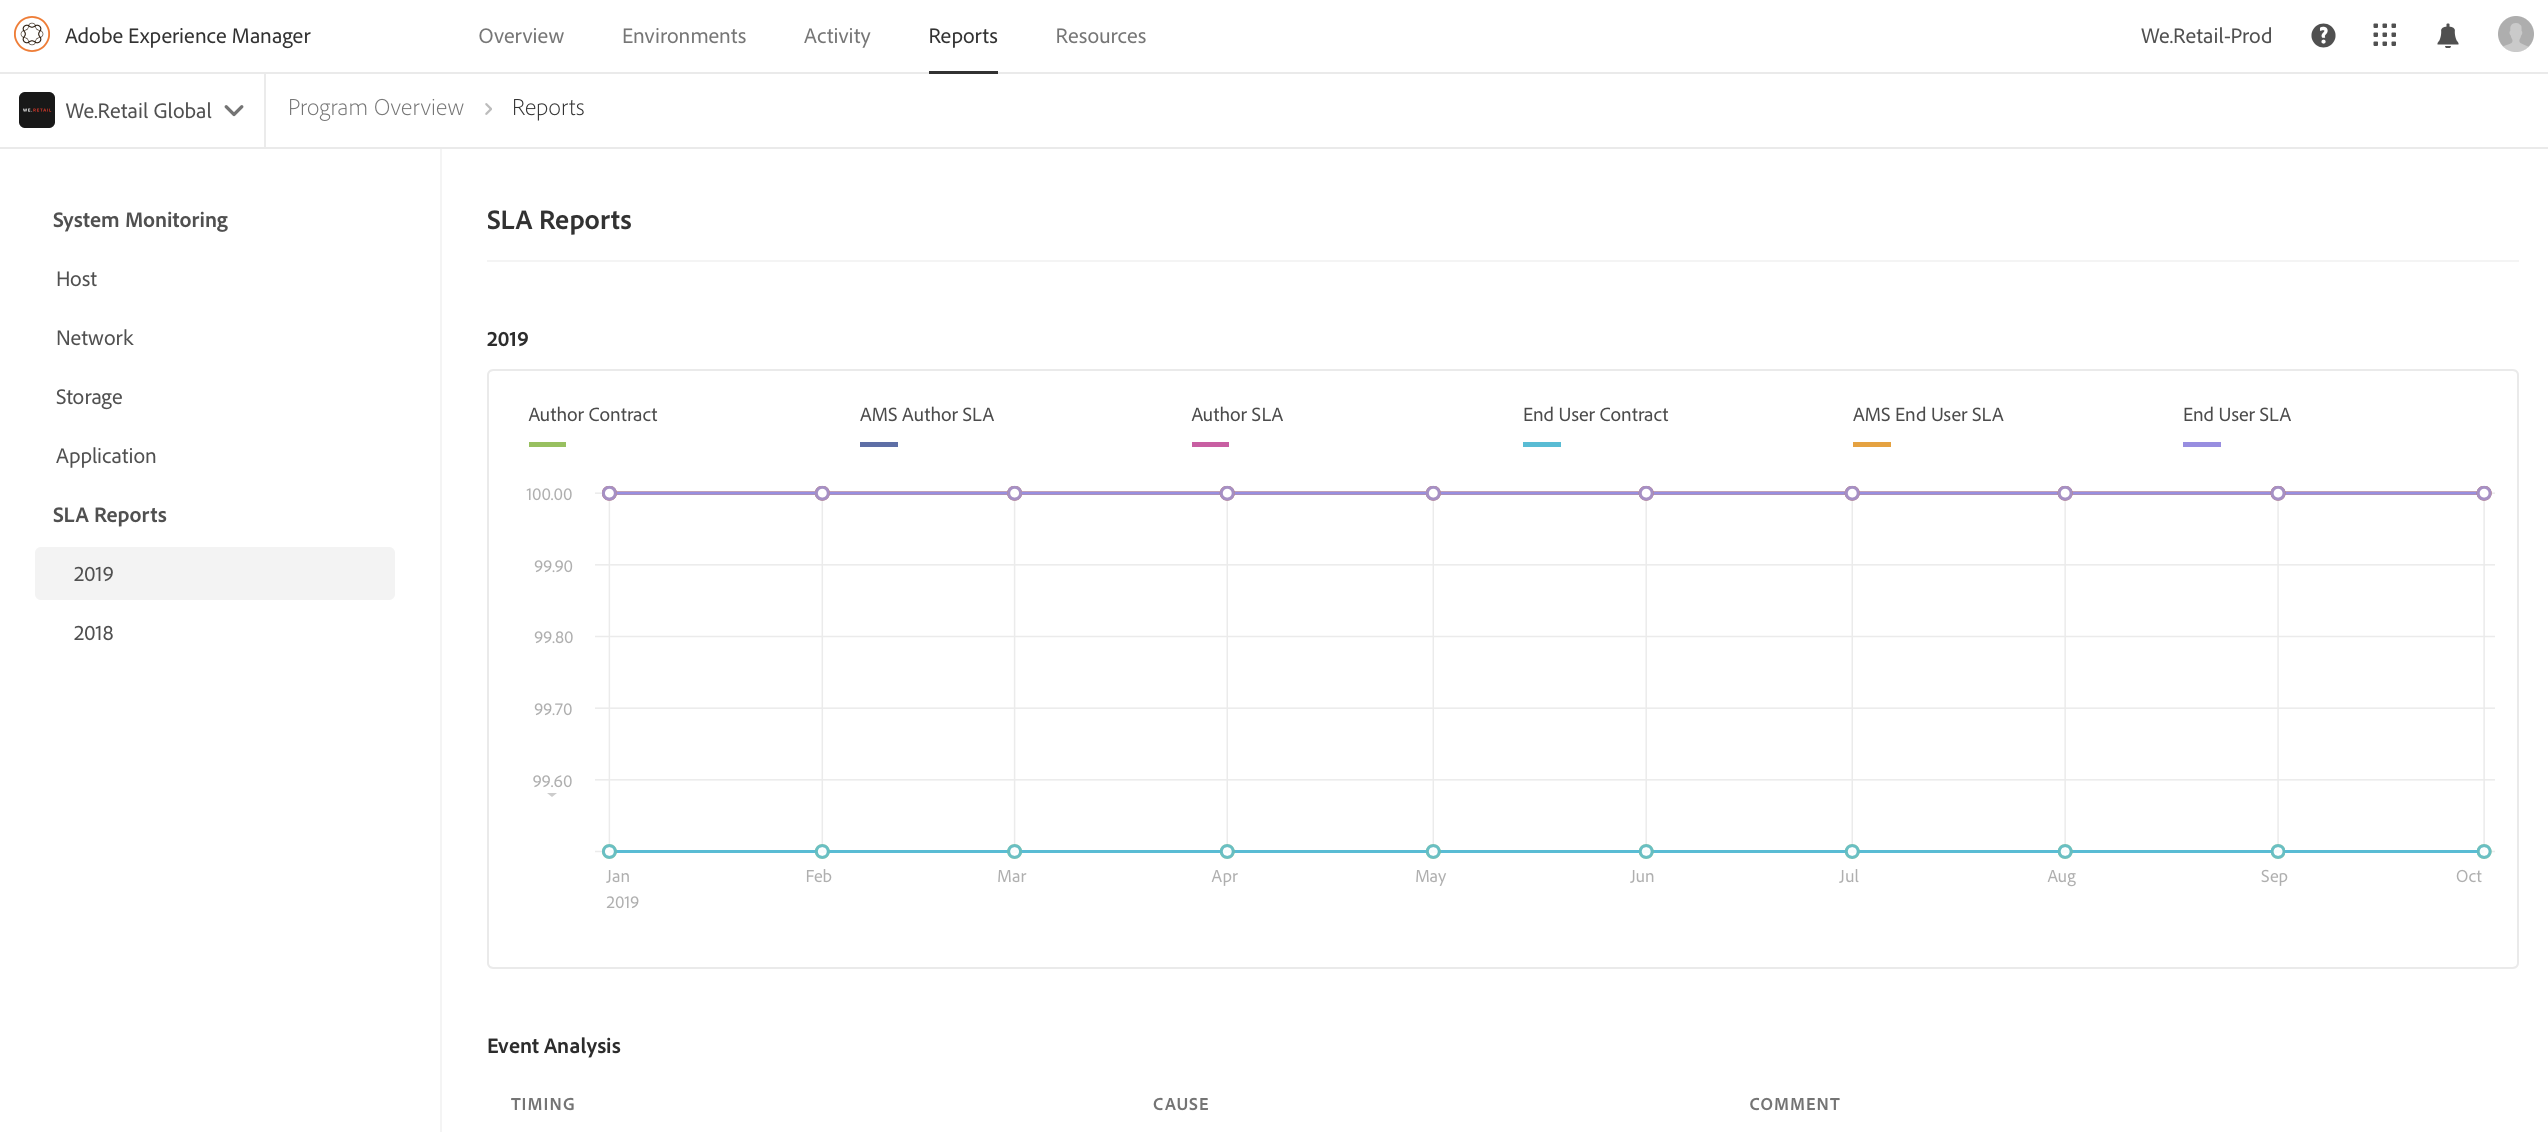 Adobe Experience Manager
Overview
Environments
Activity
Reports
Resources
We.Retail-Prod
?
WE.RETAIL
We.Retail Global
Program Overview › Reports
System Monitoring
Host
Network
Storage
Application
SLA Reports
2019
2018
SLA Reports
2019
Author Contract
AMS Author SLA
Author SLA
End User Contract
AMS End User SLA
End User SLA
100.00
99.90
99.80
99.70
99.60
Jan
2019
Feb
Mar
Apr
May
Jun
Jul
Aug
Sep
Oct
Event Analysis
TIMING
CAUSE
COMMENT